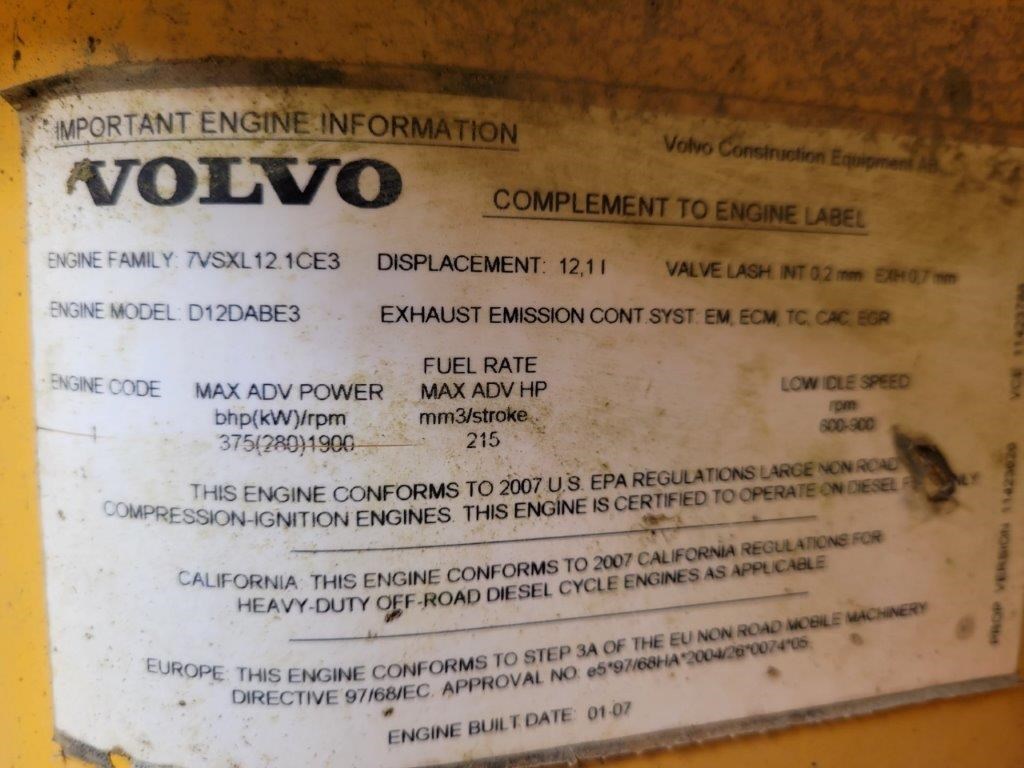 IMPORTANT ENGINE INFORMATION
Volvo Construction Equipment AB
VOLVO
COMPLEMENT TO ENGINE LABEL
ENGINE FAMILY: 7VSXL12.1CE3 DISPLACEMENT: 12,1 l VALVE LASH: INT 0,2 mm EXH 0,7 mm
ENGINE MODEL: D12DABE3 EXHAUST EMISSION CONT.SYST: EM, ECM, TC, CAC, EGR
ENGINE CODE
MAX ADV POWER
bhp(kW)/rpm
375(280)1900
FUEL RATE
MAX ADV HP
mm3/stroke
215
LOW IDLE SPEED
rpm
600-900
THIS ENGINE CONFORMS TO 2007 U.S. EPA REGULATIONS LARGE NON ROAD
COMPRESSION-IGNITION ENGINES. THIS ENGINE IS CERTIFIED TO OPERATE ON DIESEL ONLY
CALIFORNIA: THIS ENGINE CONFORMS TO 2007 CALIFORNIA REGULATIONS FOR
HEAVY-DUTY OFF-ROAD DIESEL CYCLE ENGINES AS APPLICABLE
EUROPE: THIS ENGINE CONFORMS TO STEP 3A OF THE EU NON ROAD MOBILE MACHINERY
DIRECTIVE 97/68/EC. APPROVAL NO: e5*97/68HA*2004/26*0074*05
ENGINE BUILT DATE: 01-07
PROP VERSION
VCE